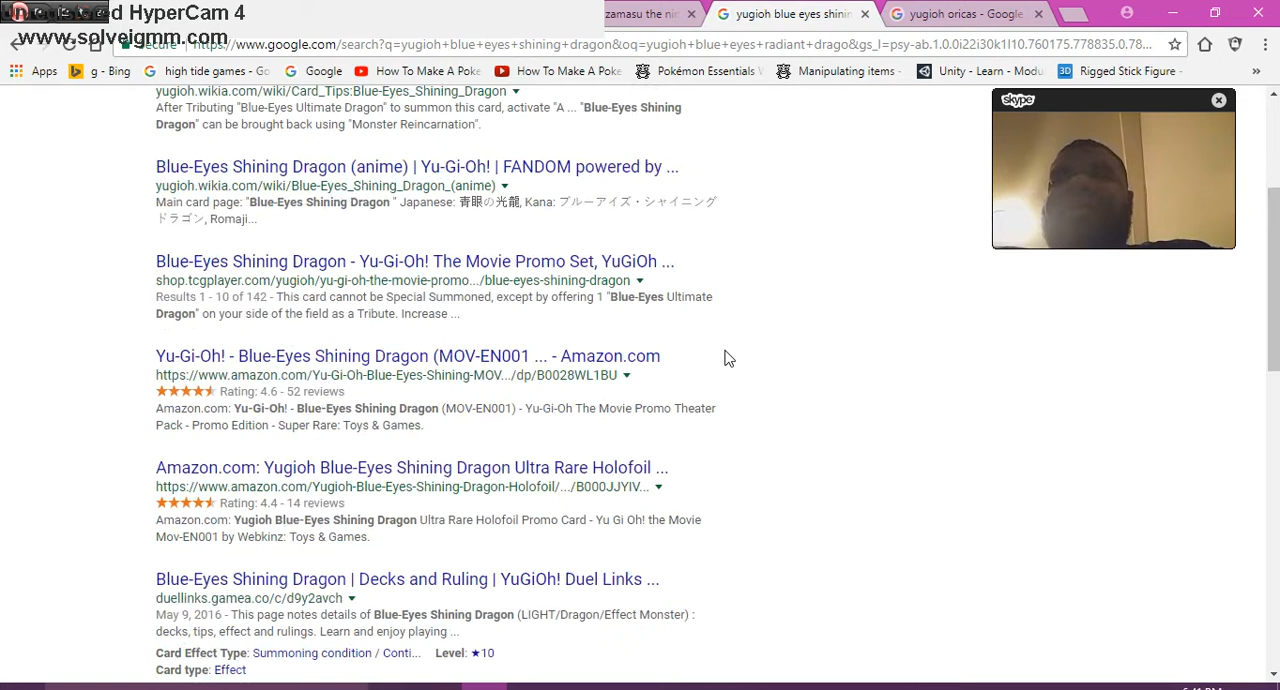 Unregistered HyperCam 4
www.solveigmm.com
zamasu the nin
yugioh blue eyes shinin
yugioh oricas - Google
Secure
https://www.google.com/search?q=yugioh+blue+eyes+shining+dragon&oq=yugioh+blue+eyes+radiant+drago&gs_l=psy-ab.1.0.0i22i30k1l10.760175.778835.0.78...
Apps
g - Bing
high tide games - Go
Google
How To Make A Poke
How To Make A Poke
Pokémon Essentials W
Manipulating items -
Unity - Learn - Modu
Rigged Stick Figure -
»
yugioh.wikia.com/wiki/Card_Tips:Blue-Eyes_Shining_Dragon
After Tributing "Blue-Eyes Ultimate Dragon" to summon this card, activate "A ... "Blue-Eyes Shining
Dragon" can be brought back using "Monster Reincarnation".
Blue-Eyes Shining Dragon (anime) | Yu-Gi-Oh! | FANDOM powered by ...
yugioh.wikia.com/wiki/Blue-Eyes_Shining_Dragon_(anime)
Main card page: "Blue-Eyes Shining Dragon " Japanese: 青眼の光龍, Kana: ブルーアイズ・シャイニング
ドラゴン, Romaji...
Blue-Eyes Shining Dragon - Yu-Gi-Oh! The Movie Promo Set, YuGiOh ...
shop.tcgplayer.com/yugioh/yu-gi-oh-the-movie-promo.../blue-eyes-shining-dragon
Results 1 - 10 of 142 - This card cannot be Special Summoned, except by offering 1 "Blue-Eyes Ultimate
Dragon" on your side of the field as a Tribute. Increase ...
Yu-Gi-Oh! - Blue-Eyes Shining Dragon (MOV-EN001 ... - Amazon.com
https://www.amazon.com/Yu-Gi-Oh-Blue-Eyes-Shining-MOV.../dp/B0028WL1BU
Rating: 4.6 - 52 reviews
Amazon.com: Yu-Gi-Oh! - Blue-Eyes Shining Dragon (MOV-EN001) - Yu-Gi-Oh The Movie Promo Theater
Pack - Promo Edition - Super Rare: Toys & Games.
Amazon.com: Yugioh Blue-Eyes Shining Dragon Ultra Rare Holofoil ...
https://www.amazon.com/Yugioh-Blue-Eyes-Shining-Dragon-Holofoil/.../B000JJYIV...
Rating: 4.4 - 14 reviews
Amazon.com: Yugioh Blue-Eyes Shining Dragon Ultra Rare Holofoil Promo Card - Yu Gi Oh! the Movie
Mov-EN001 by Webkinz: Toys & Games.
Blue-Eyes Shining Dragon | Decks and Ruling | YuGiOh! Duel Links ...
duellinks.gamea.co/c/d9y2avch
May 9, 2016 - This page notes details of Blue-Eyes Shining Dragon (LIGHT/Dragon/Effect Monster) :
decks, tips, effect and rulings. Learn and enjoy playing ...
Card Effect Type: Summoning condition / Conti... Level: ★10
Card type: Effect
skype